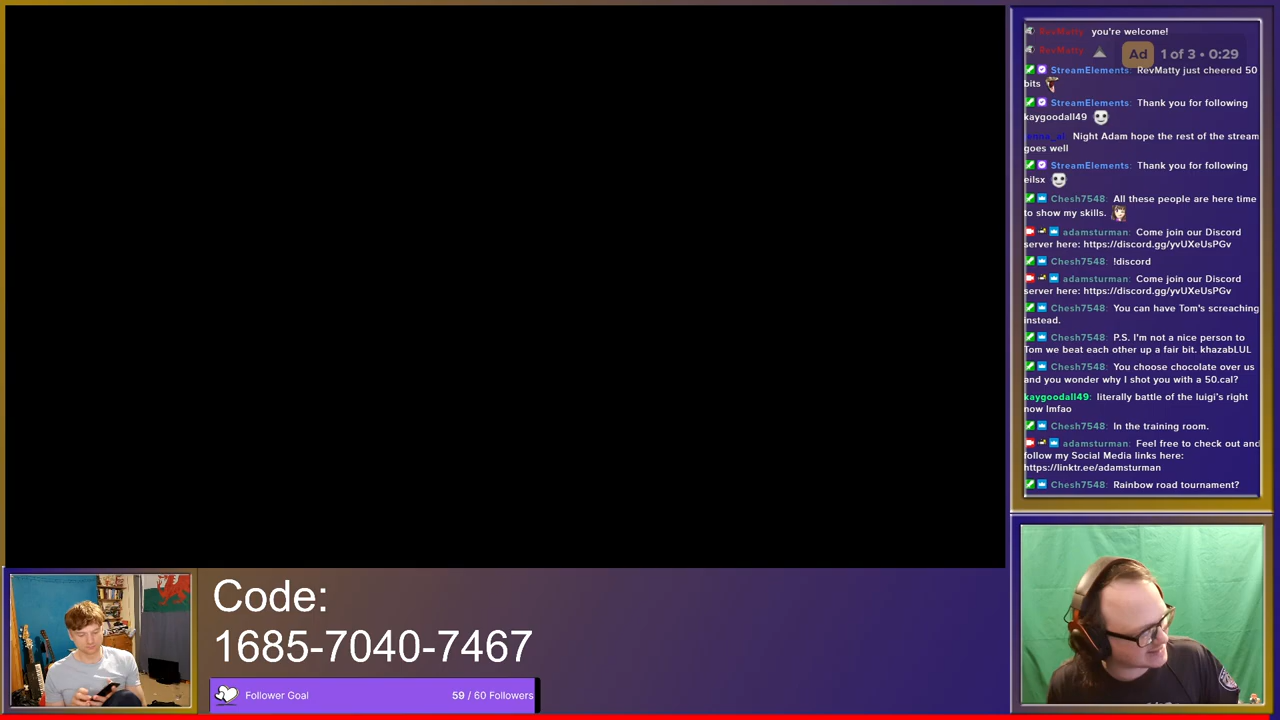 RevMatty you're welcome!
RevMatty
Ad 1 of 3 • 0:29
StreamElements: RevMatty just cheered 50
bits
StreamElements: Thank you for following
kaygoodall49
Night Adam hope the rest of the stream
goes well
StreamElements: Thank you for following
eilsx
Chesh7548: All these people are here time
to show my skills.
adamsturman: Come join our Discord
server here: https://discord.gg/yvUXeUsPGv
Chesh7548: !discord
adamsturman: Come join our Discord
server here: https://discord.gg/yvUXeUsPGv
Chesh7548: You can have Tom's screaching
instead.
Chesh7548: P.S. I'm not a nice person to
Tom we beat each other up a fair bit. khazabLUL
Chesh7548: You choose chocolate over us
and you wonder why I shot you with a 50.cal?
kaygoodall49: literally battle of the luigi's right
now lmfao
Chesh7548: In the training room.
adamsturman: Feel free to check out and
follow my Social Media links here:
https://linktr.ee/adamsturman
Chesh7548: Rainbow road tournament?
Code:
1685-7040-7467
Follower Goal 59 / 60 Followers